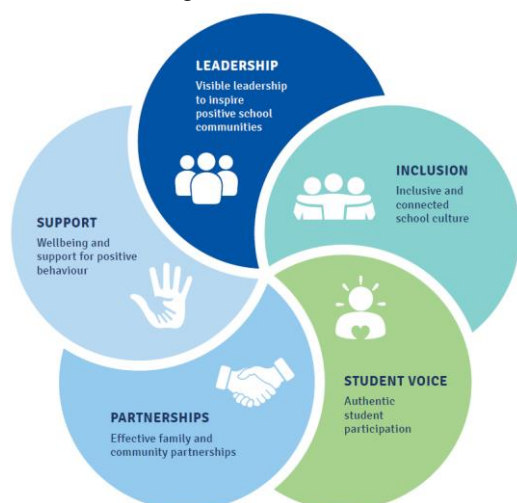 LEADERSHIP
Visible leadership
to inspire
positive school
communities
INCLUSION
Inclusive and
connected
school culture
STUDENT VOICE
Authentic
student
participation
PARTNERSHIPS
Effective family and
community partnerships
SUPPORT
Wellbeing and
support for positive
behaviour